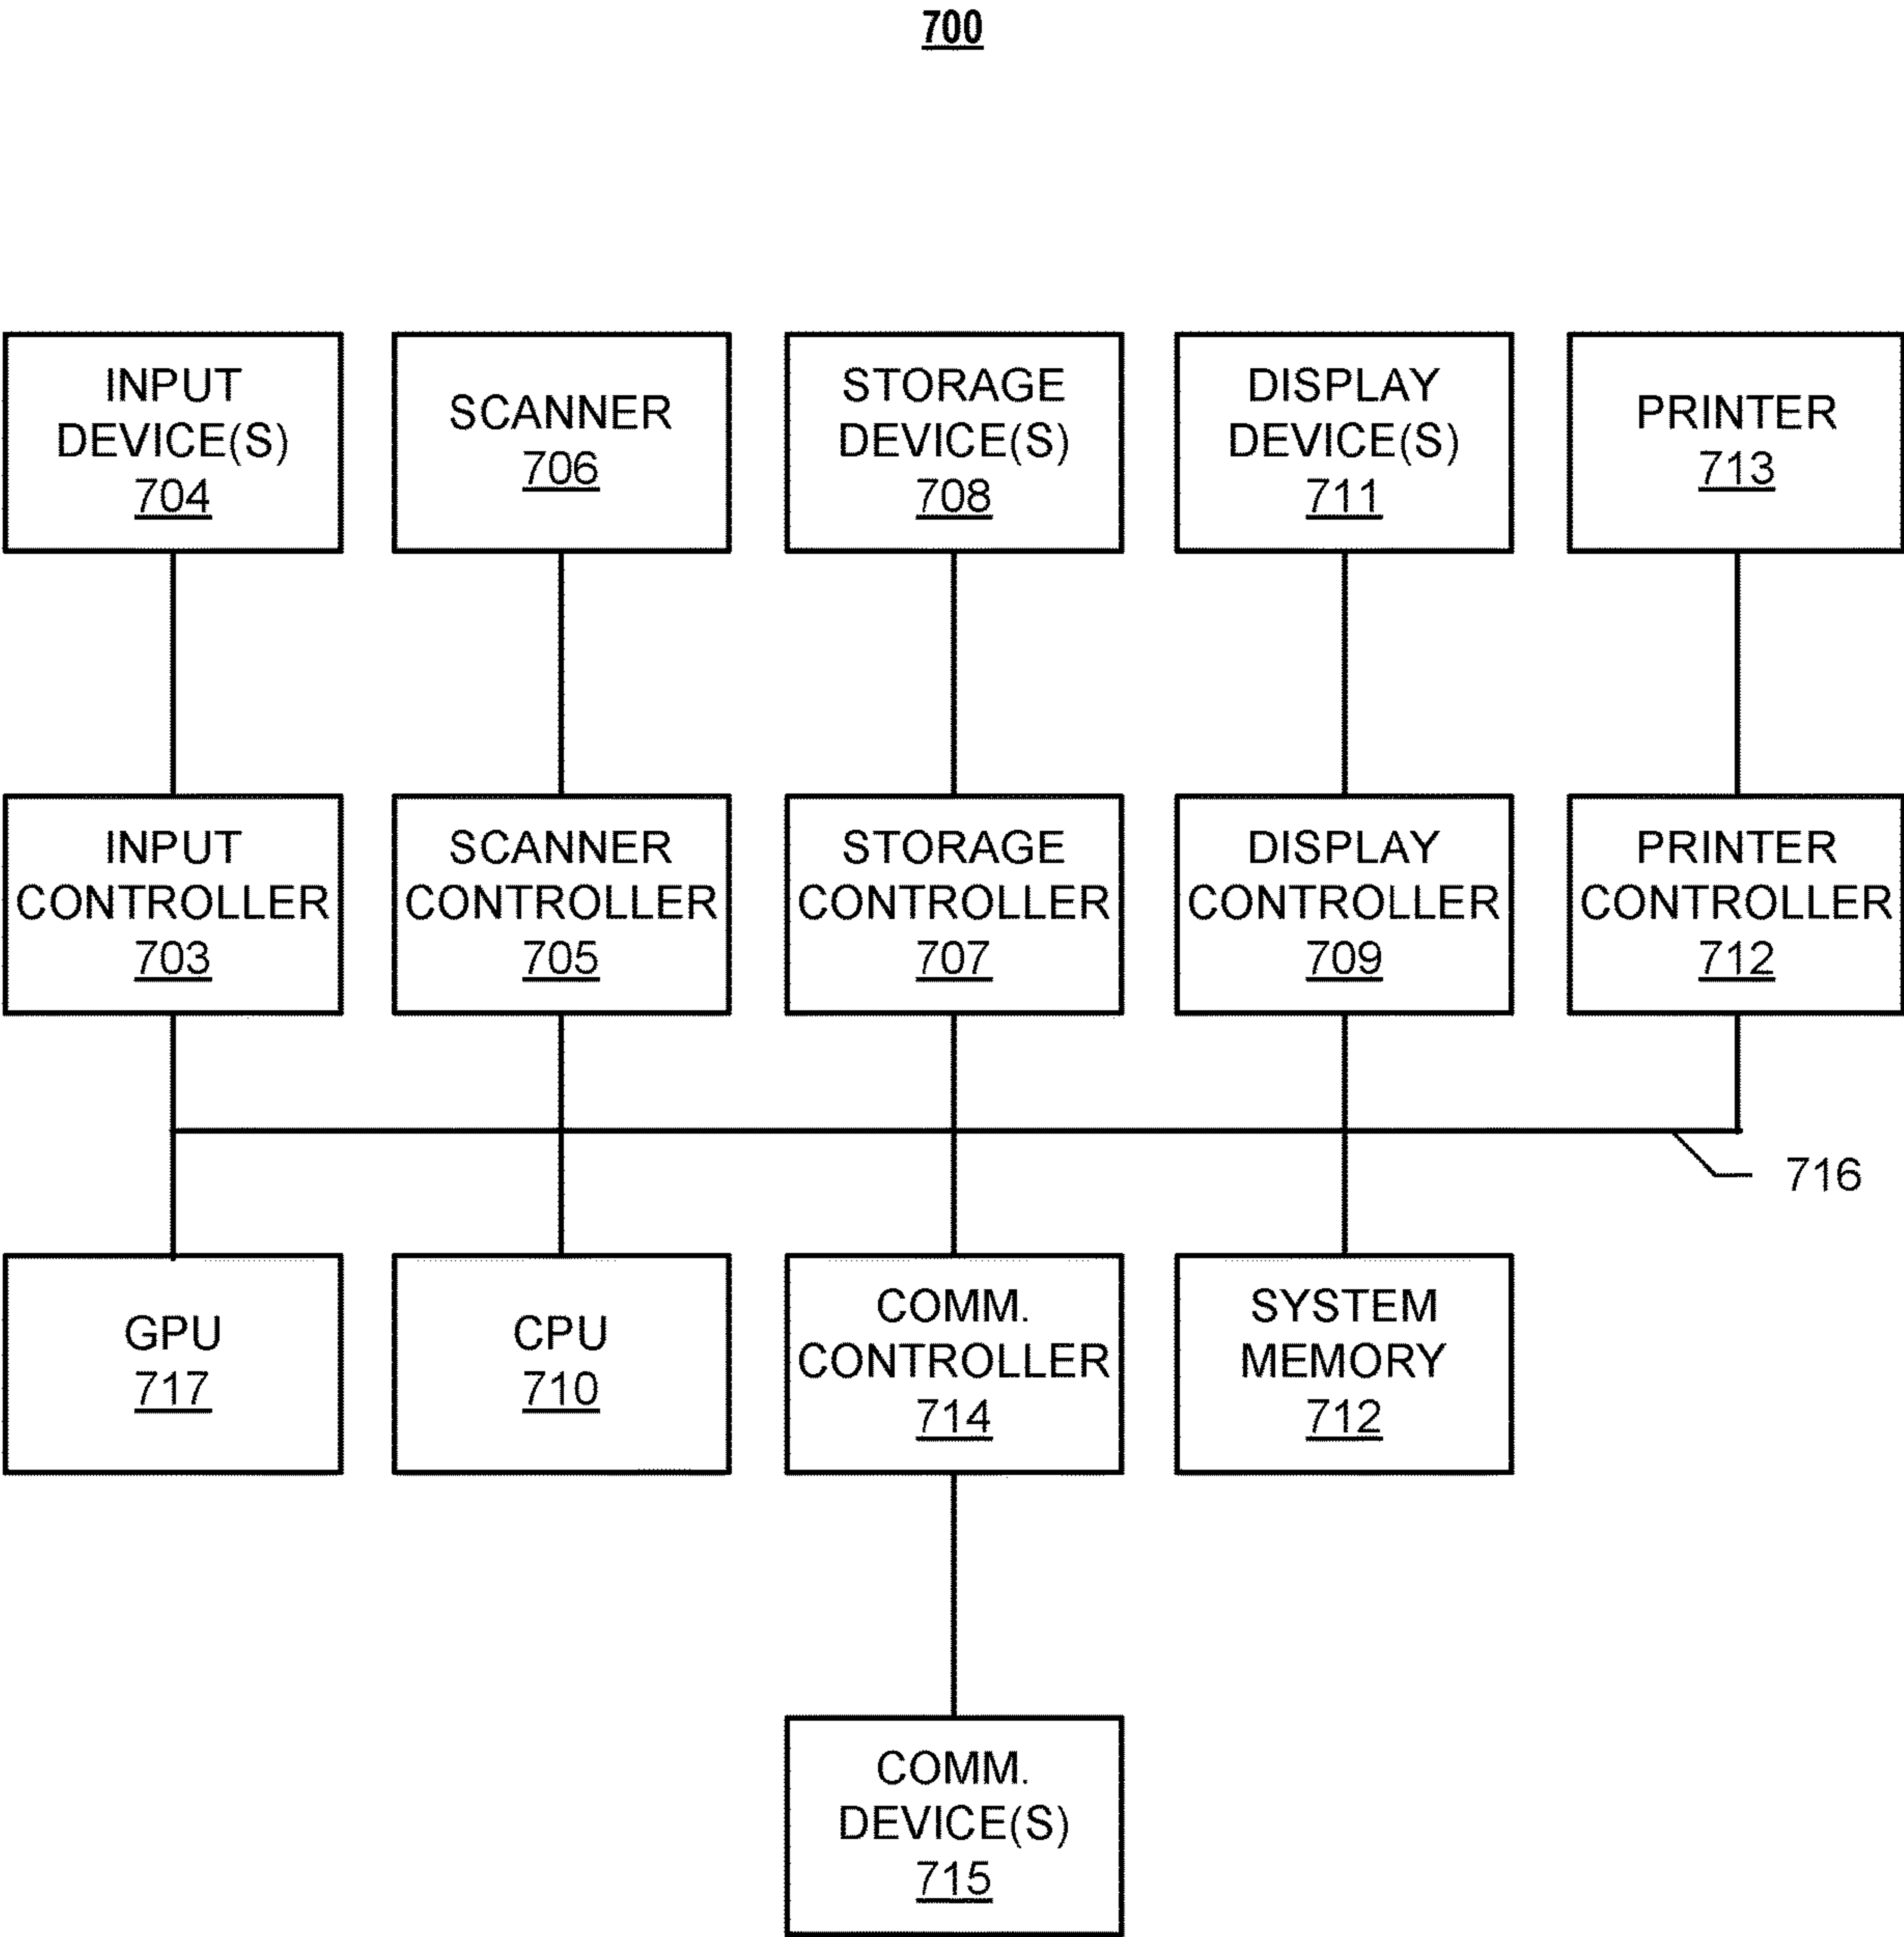 700
INPUT
DEVICE(S)
704
SCANNER
706
STORAGE
DEVICE(S)
708
DISPLAY
DEVICE(S)
711
PRINTER
713
INPUT
CONTROLLER
703
SCANNER
CONTROLLER
705
STORAGE
CONTROLLER
707
DISPLAY
CONTROLLER
709
PRINTER
CONTROLLER
712
716
GPU
717
CPU
710
COMM.
CONTROLLER
714
SYSTEM
MEMORY
712
COMM.
DEVICE(S)
715